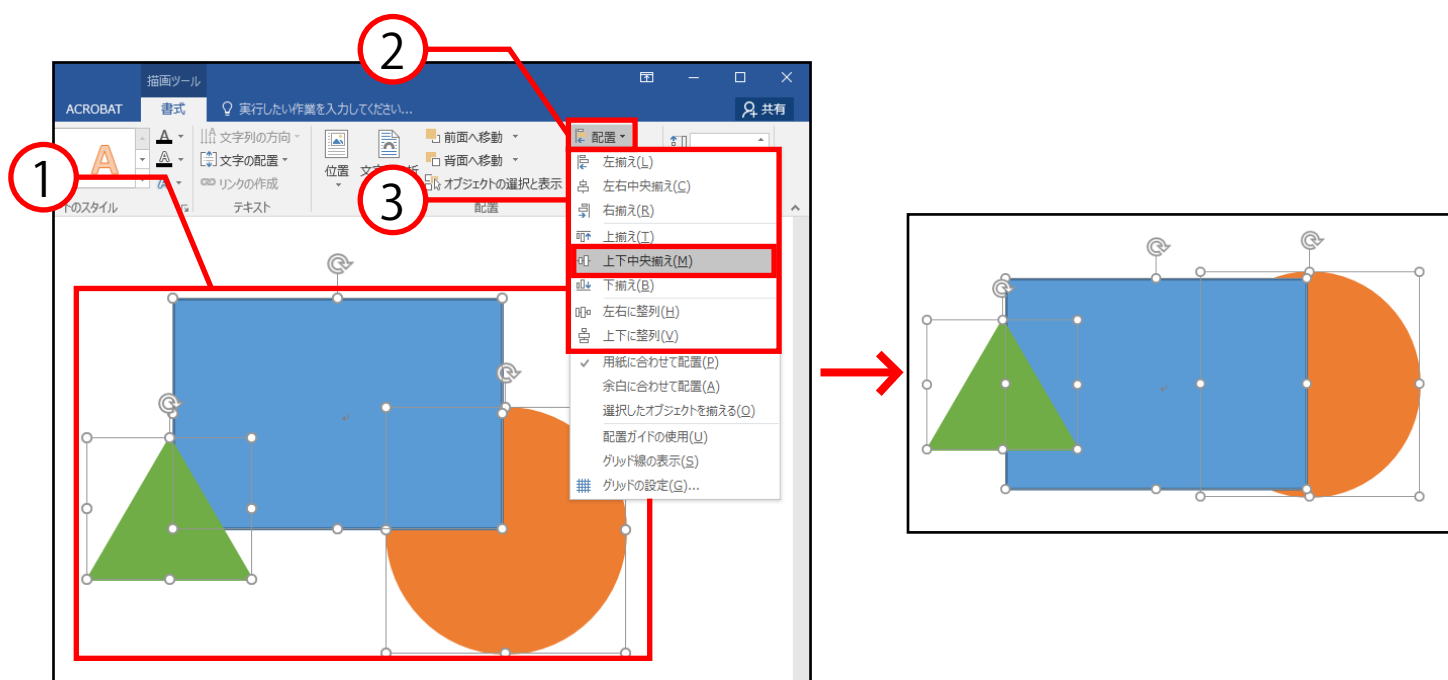 2
描画ツール
ACROBAT 書式 実行したい作業を入力してください... 共有
A A 文字列の方向 前面へ移動 配置
A 文字の配置 位置 背面へ移動
リンクの作成 オブジェクトの選択と表示
のスタイル テキスト 配置
1
3
左揃え(L)
左右中央揃え(C)
右揃え(R)
上揃え(T)
上下中央揃え(M)
下揃え(B)
左右に整列(H)
上下に整列(V)
用紙に合わせて配置(P)
余白に合わせて配置(A)
選択したオブジェクトを揃える(O)
配置ガイドの使用(U)
グリッド線の表示(S)
グリッドの設定(G)...